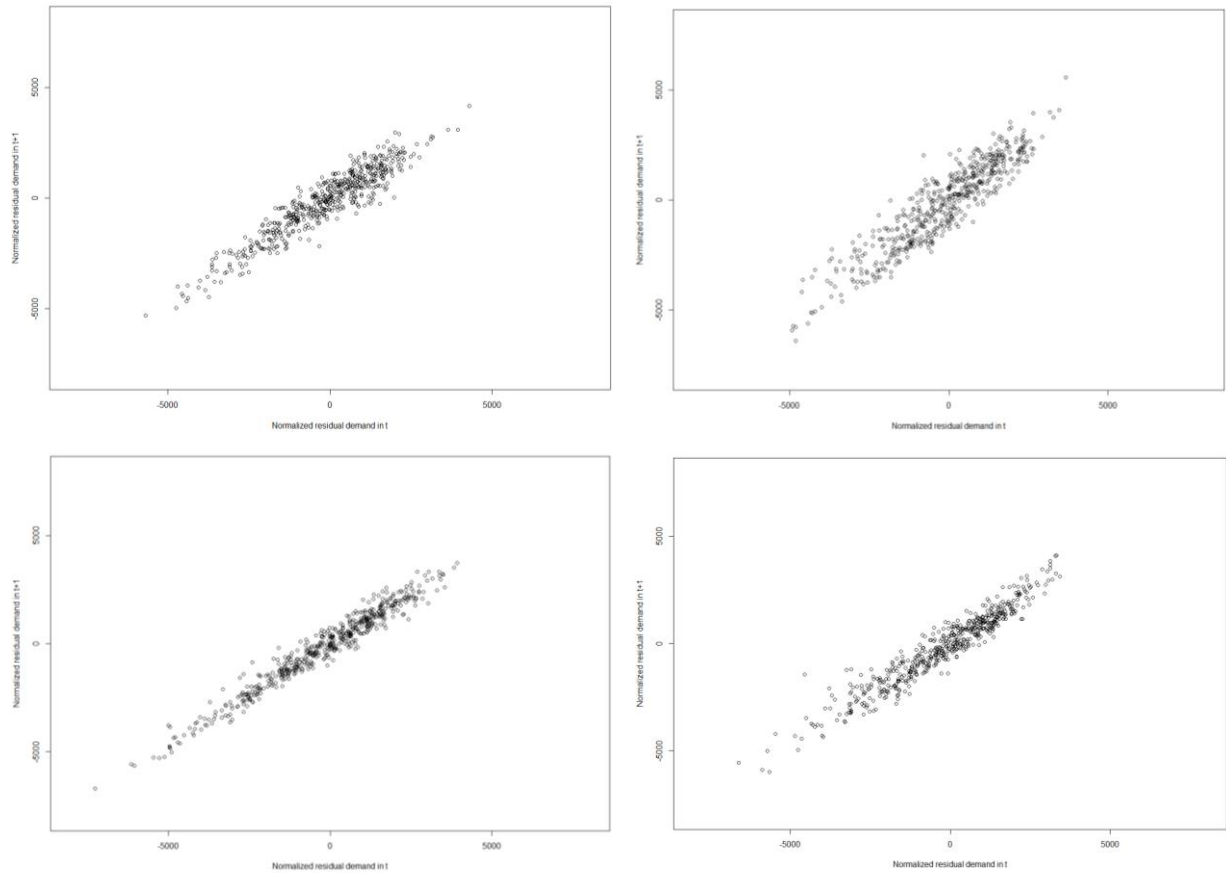 5000
0
-5000
Normalized residual demand in t+1
-5000 0 5000
Normalized residual demand in t
5000
0
-5000
Normalized residual demand in t+1
-5000 0 5000
Normalized residual demand in t
5000
0
-5000
Normalized residual demand in t+1
-5000 0 5000
Normalized residual demand in t
5000
0
-5000
Normalized residual demand in t+1
-5000 0 5000
Normalized residual demand in t